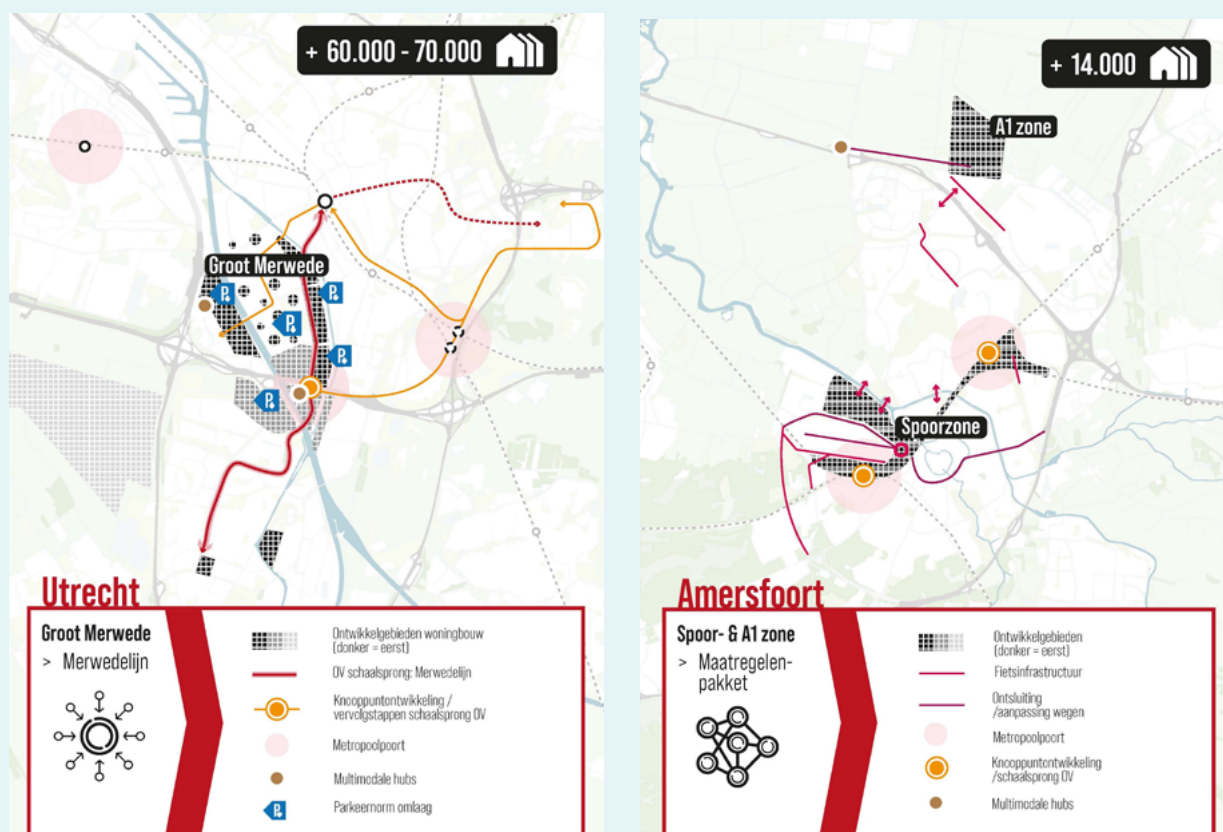 + 60.000 - 70.000
Groot Merwede
P
P
P
P
P
Utrecht
Groot Merwede
> Merwedelijn
Ontwikkelgebieden woningbouw
(donker = eerst)
OV schaalsprong: Merwedelijn
Knooppuntontwikkeling /
vervolgstappen schaalsprong OV
Metropoolpoort
Multimodale hubs
P
Parkeernorm omlaag
+ 14.000
A1 zone
Spoorzone
Amersfoort
Spoor- & A1 zone
> Maatregelen-
pakket
Ontwikkelgebieden
(donker = eerst)
Fietsinfrastructuur
Ontsluiting
/aanpassing wegen
Metropoolpoort
Knooppuntontwikkeling
/schaalsprong OV
Multimodale hubs